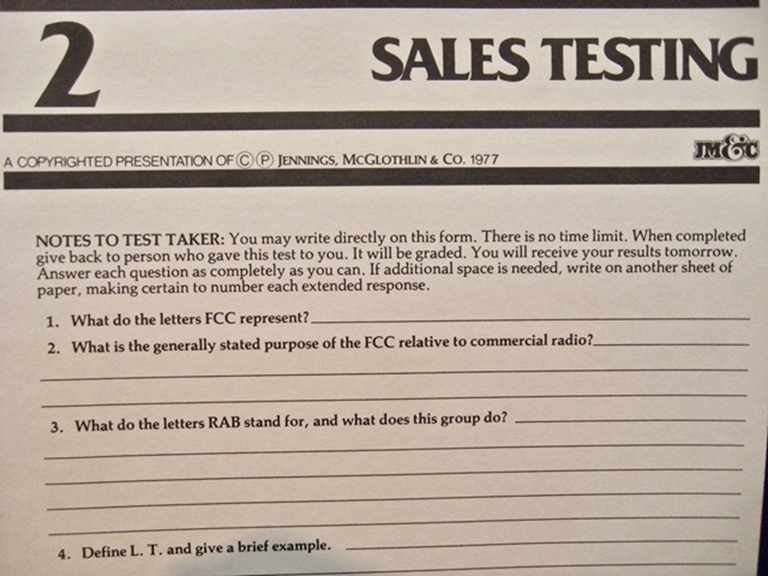 2 SALES TESTING
A COPYRIGHTED PRESENTATION OF Ⓒ Ⓟ JENNINGS, MCGLOTHLIN & CO. 1977 JM&C
NOTES TO TEST TAKER: You may write directly on this form. There is no time limit. When completed
give back to person who gave this test to you. It will be graded. You will receive your results tomorrow.
Answer each question as completely as you can. If additional space is needed, write on another sheet of
paper, making certain to number each extended response.
1. What do the letters FCC represent?
2. What is the generally stated purpose of the FCC relative to commercial radio?
3. What do the letters RAB stand for, and what does this group do?
4. Define L. T. and give a brief example.